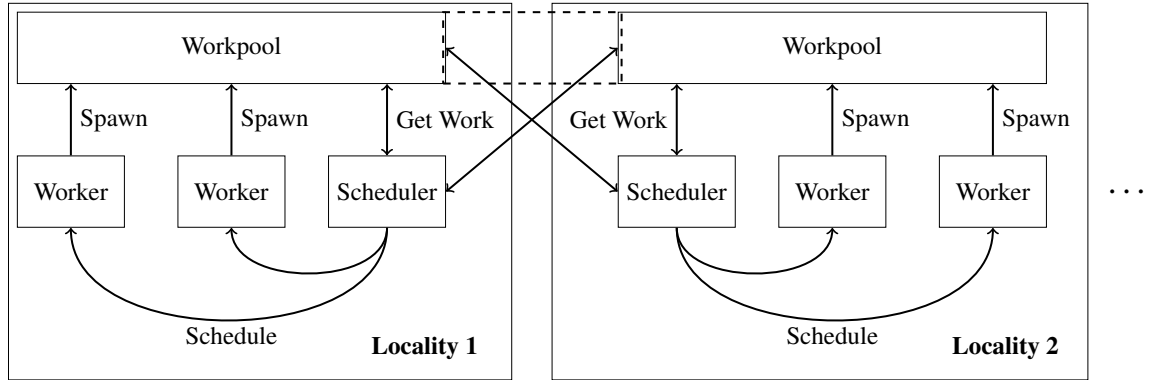 Workpool
Workpool
Spawn
Spawn
Get Work
Get Work
Spawn
Spawn
Worker
Worker
Scheduler
Scheduler
Worker
Worker
. . .
Schedule
Schedule
Locality 1
Locality 2